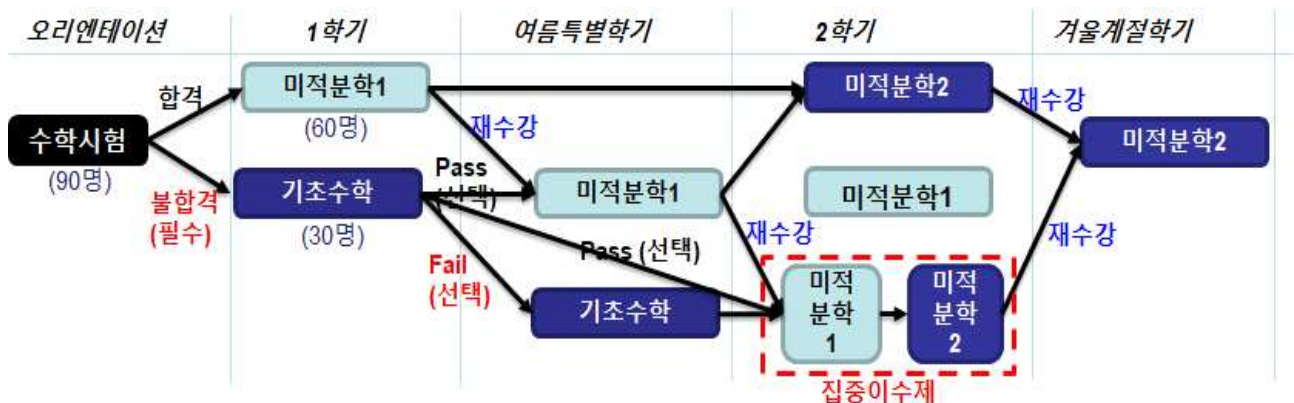 오리엔테이션 1학기 여름특별학기 2학기 겨울계절학기
수학시험
(90명)
합격
불합격
(필수)
미적분학1
(60명)
기초수학
(30명)
재수강
Pass
(선택)
Pass (선택)
Fail
(선택)
미적분학1
기초수학
재수강
미적분학2
미적분학1
미적
분학
1
미적
분학
2
집중이수제
재수강
재수강
미적분학2